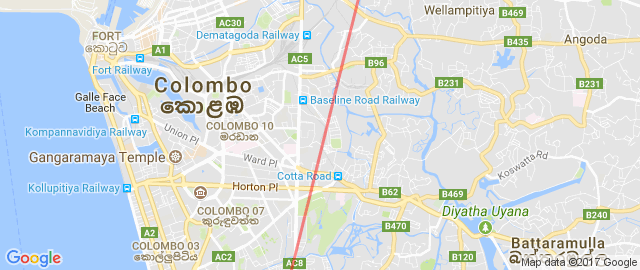 Wellampitiya
B469
AC30
FORT
කොටුව
A1
Dematagoda Railway
B435
Angoda
Fort Railway
AC5
B96
B231
B231
Colombo
කොළඹ
Galle Face
Beach
Baseline Road Railway
Kompannavidiya Railway
Union Pl
COLOMBO 10
මරදාන
Gangaramaya Temple
Ward Pl
Koswatta Rd
Cotta Road
Kollupitiya Railway
Horton Pl
B62
B469
COLOMBO 07
කුරුඳුවත්ත
Diyatha Uyana
B240
A2
B470
COLOMBO 03
කොල්ලුපිටිය
AC2
AC8
B120
Battaramulla
Google
Map data ©2017 Google